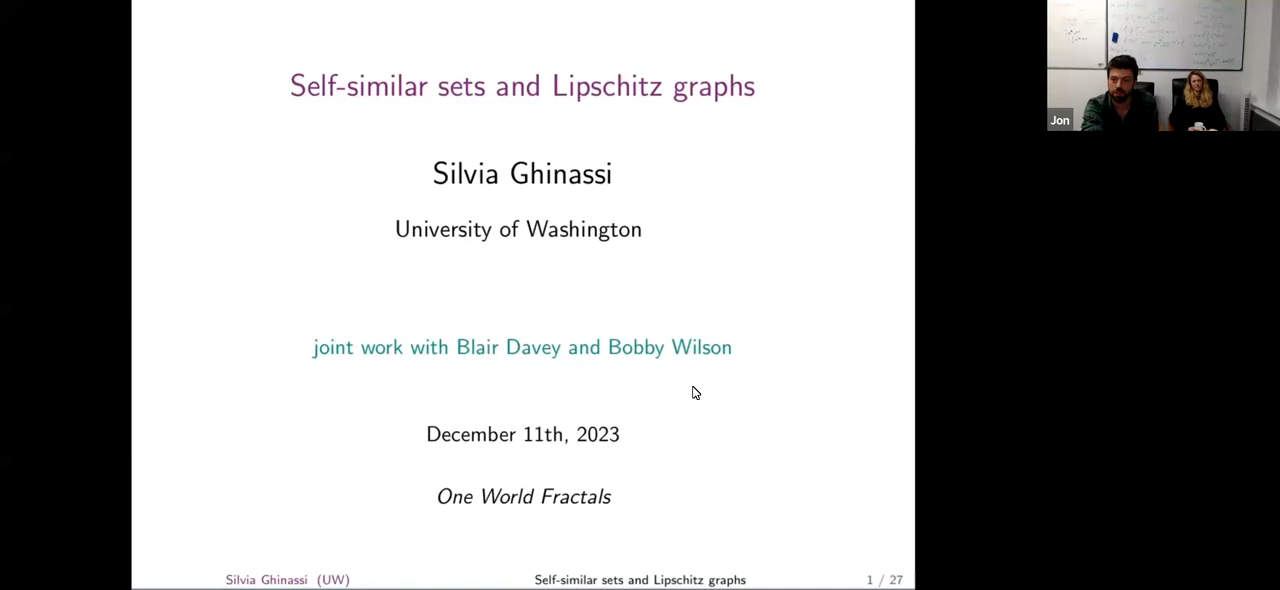 Self-similar sets and Lipschitz graphs
Silvia Ghinassi
University of Washington
joint work with Blair Davey and Bobby Wilson
December 11th, 2023
One World Fractals
Silvia Ghinassi (UW)
Self-similar sets and Lipschitz graphs
1 / 27
Jon